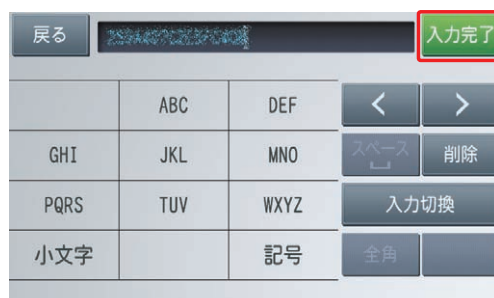 戻る 入力完了
ABC DEF < >
GHI JKL MNO スペース 削除
PQRS TUV WXYZ 入力切換
小文字 記号 全角